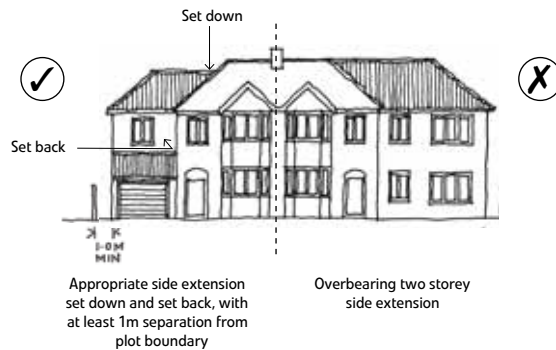 Set down
Set back
1·0M
MIN
Appropriate side extension
set down and set back, with
at least 1m separation from
plot boundary
Overbearing two storey
side extension